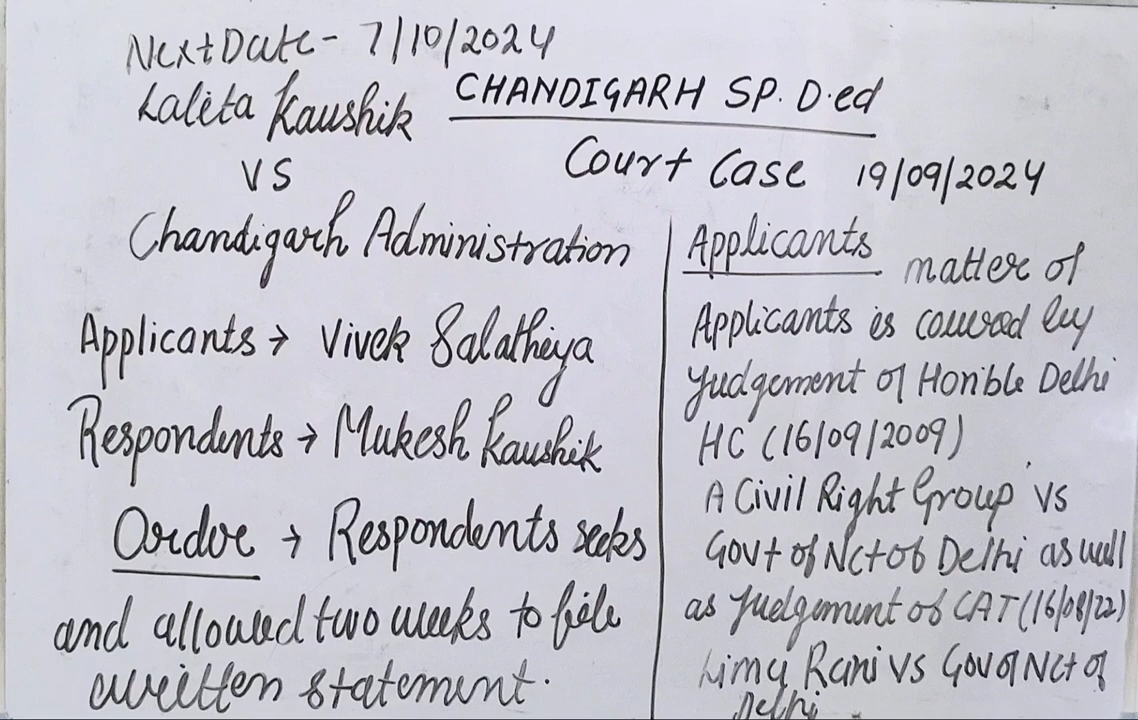 Next Date - 7/10/2024
CHANDIGARH SP. D.ed
Court Case 19/09/2024
Lalita Kaushik
VS
Chandigarh Administration
Applicants → Vivek Salathiya
Respondents → Mukesh Kaushik
Order → Respondents seeks
and allowed two weeks to file
written statement.
Applicants matter of
Applicants is covered by
Judgement of Hon'ble Delhi
HC (16/09/2009)
A Civil Right Group VS
Govt of Nct of Delhi as well
as Judgement of CAT (16/08/22)
Rani VS Gov of Nct of
Delhi